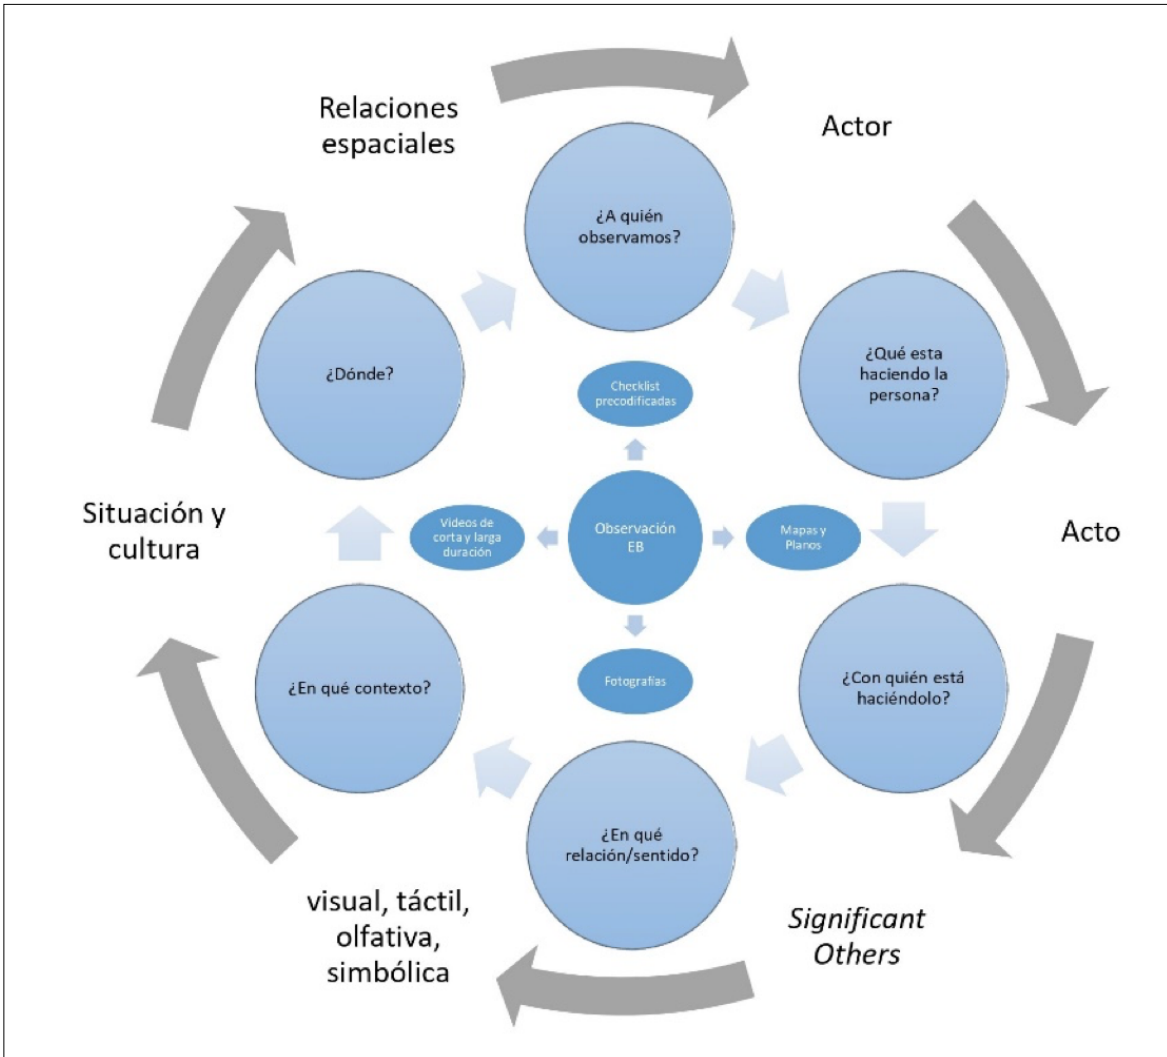 Relaciones
espaciales
Actor
¿A quién
observamos?
¿Dónde?
¿Qué esta
haciendo la
persona?
Checklist
precodificadas
Situación y
cultura
Videos de
corta y larga
duración
Observación
EB
Mapas y
Planos
Acto
¿En qué contexto?
Fotografías
¿Con quién está
haciéndolo?
¿En qué
relación/sentido?
visual, táctil,
olfativa,
simbólica
Significant
Others